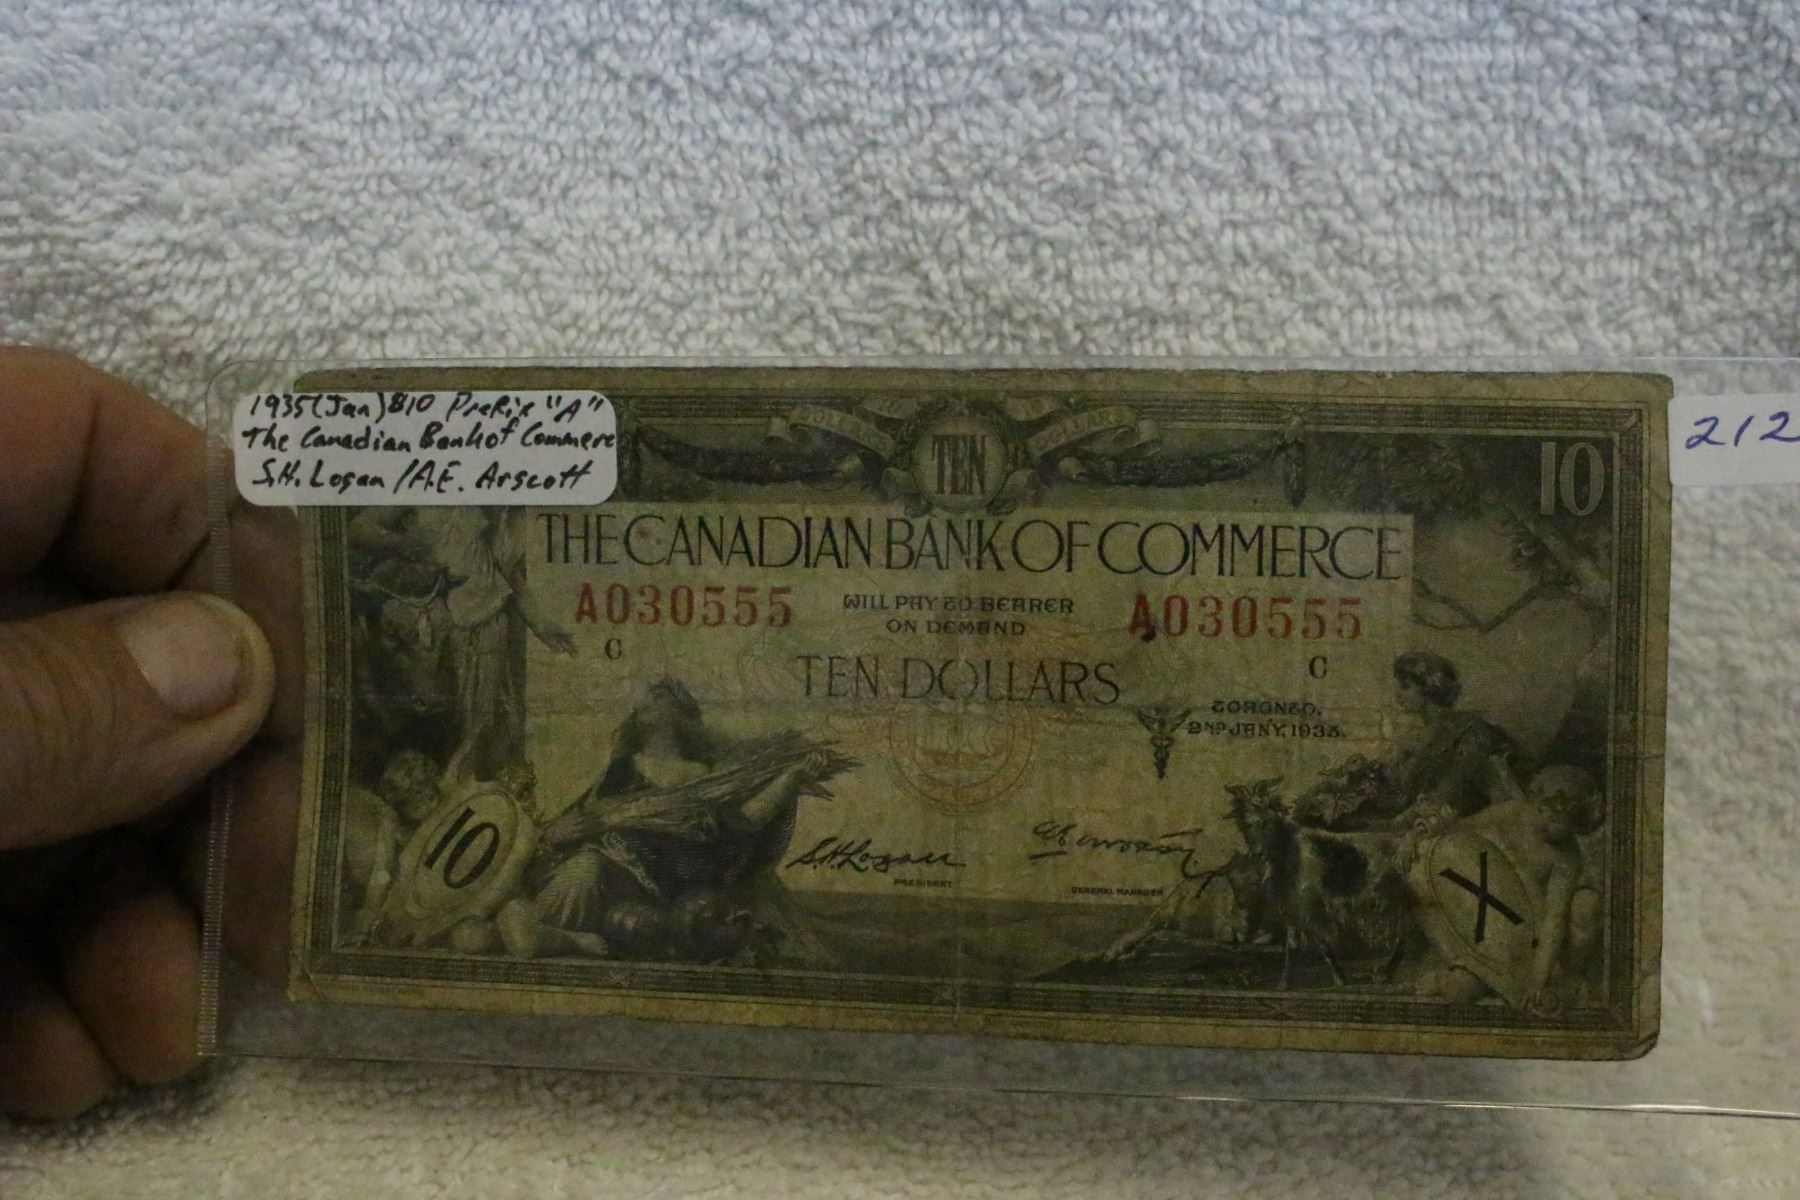 1935(Jan) $10 Prefix "A"
The Canadian Bank of Commerce
S.H. Logan / A.E. Arscott
212
TEN
10
THE CANADIAN BANK OF COMMERCE
A030555
WILL PAY TO BEARER
ON DEMAND
A030555
C
C
TEN DOLLARS
TORONTO,
2ND JANY, 1935.
10
S.H. Logan
PRESIDENT
GENERAL MANAGER
X